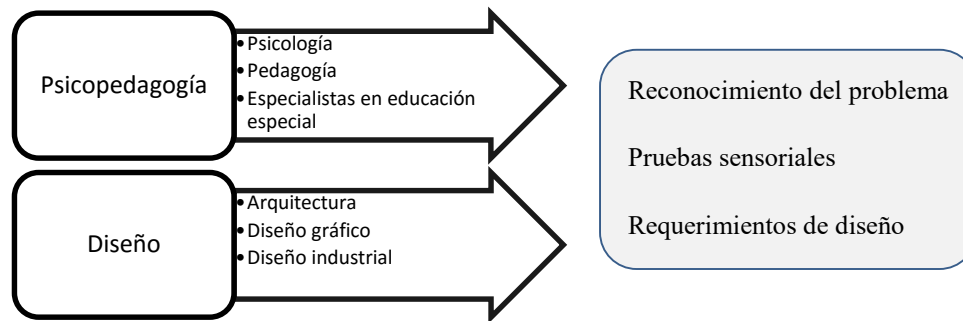 Psicopedagogía
• Psicología
• Pedagogía
• Especialistas en educación
especial
Diseño
• Arquitectura
• Diseño gráfico
• Diseño industrial
Reconocimiento del problema
Pruebas sensoriales
Requerimientos de diseño